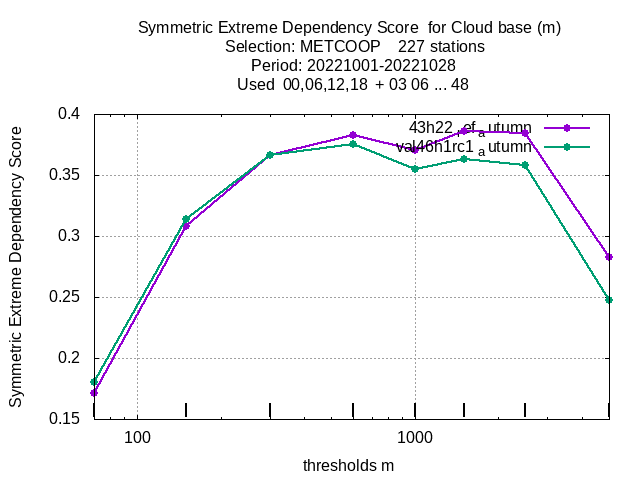 Symmetric Extreme Dependency Score for Cloud base (m)
Selection: METCOOP 227 stations
Period: 20221001-20221028
Used 00,06,12,18 + 03 06 ... 48
43h22_ref_autumn
val46h1rc1_autumn
Symmetric Extreme Dependency Score
0.4
0.35
0.3
0.25
0.2
0.15
100 1000
thresholds m